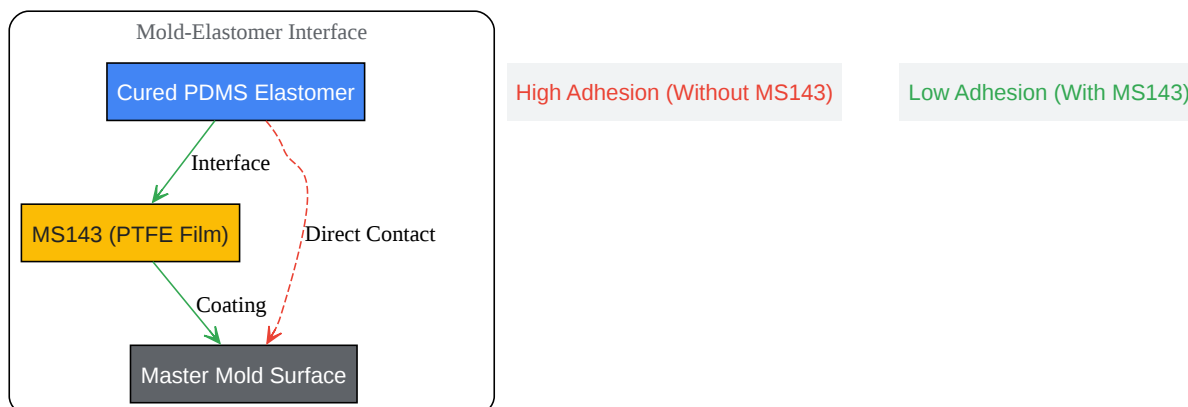 Mold-Elastomer Interface
Cured PDMS Elastomer
High Adhesion (Without MS143)
Low Adhesion (With MS143)
Interface
MS143 (PTFE Film)
Direct Contact
Coating
Master Mold Surface